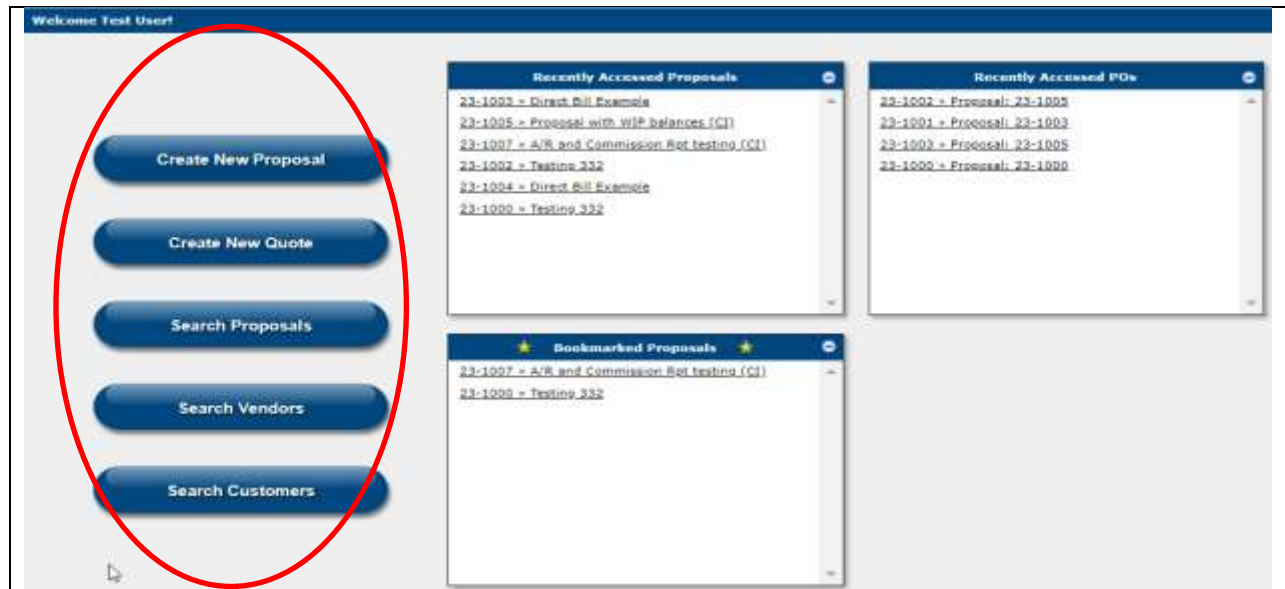 Welcome Test User!
Create New Proposal
Create New Quote
Search Proposals
Search Vendors
Search Customers
Recently Accessed Proposals
23-1003 » Direct Bill Example
23-1005 » Proposal with WIP balances (CI)
23-1007 » A/R and Commission Rpt testing (CI)
23-1002 » Testing 332
23-1004 » Direct Bill Example
23-1000 » Testing 332
Recently Accessed POs
23-1002 » Proposal: 23-1005
23-1001 » Proposal: 23-1003
23-1003 » Proposal: 23-1005
23-1000 » Proposal: 23-1000
Bookmarked Proposals
23-1007 » A/R and Commission Rpt testing (CI)
23-1000 » Testing 332